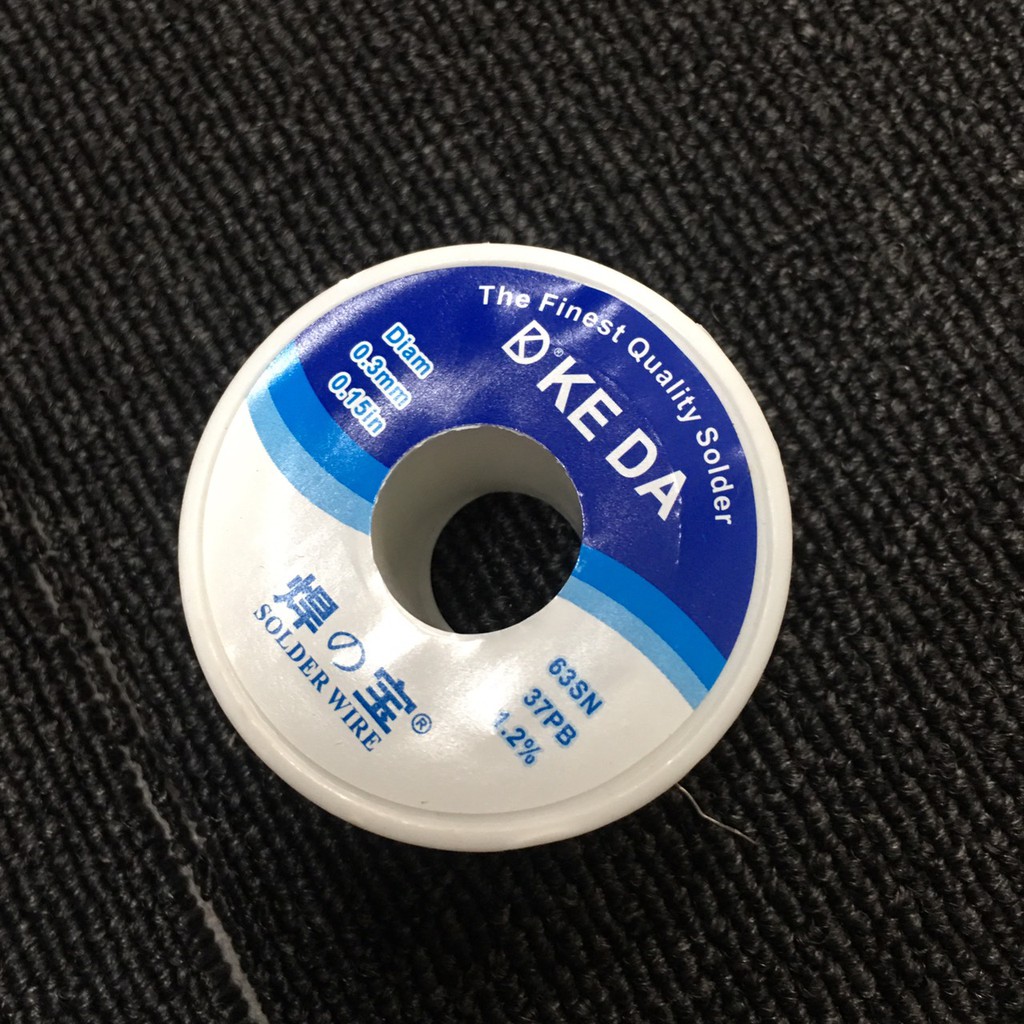 The Finest Quality Solder
KE DA
Diam
0.3mm
0.15in
焊の宝®
SOLDER WIRE
63SN
37PB
1.2%